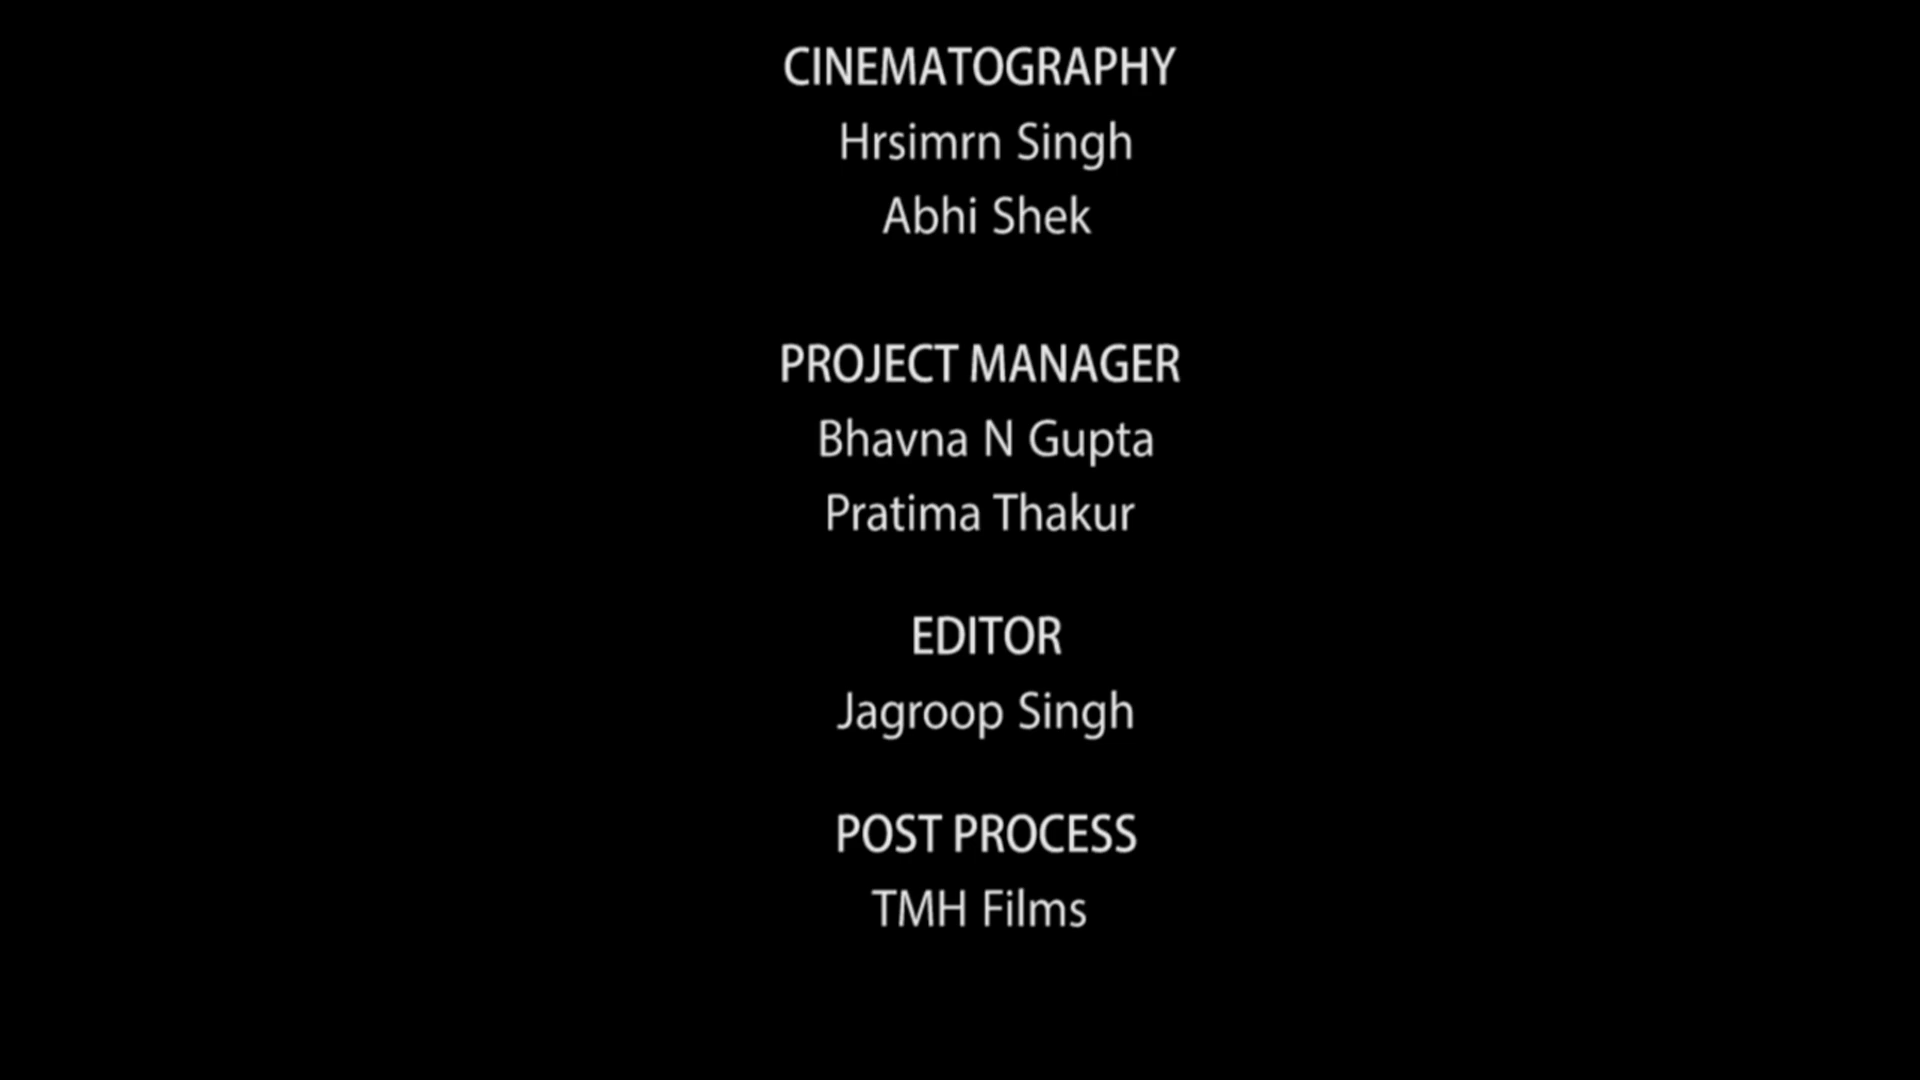 CINEMATOGRAPHY
Hrsimrn Singh
Abhi Shek
PROJECT MANAGER
Bhavna N Gupta
Pratima Thakur
EDITOR
Jagroop Singh
POST PROCESS
TMH Films